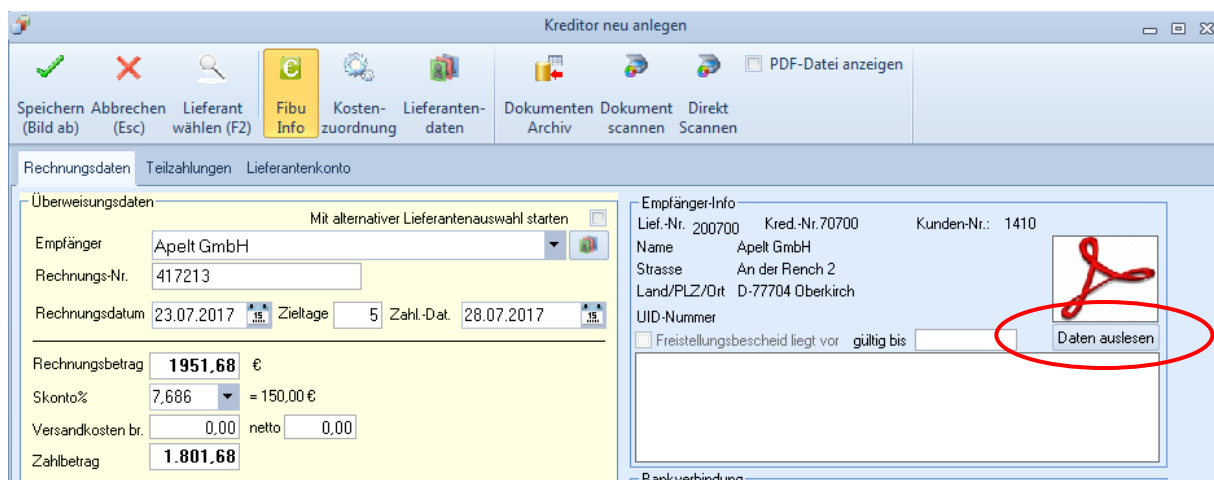 Kreditor neu anlegen
Speichern (Bild ab)
Abbrechen (Esc)
Lieferant wählen (F2)
Fibu Info
Kosten- zuordnung
Lieferanten- daten
Dokumenten Archiv
Dokument scannen
Direkt Scannen
PDF-Datei anzeigen
Rechnungsdaten Teilzahlungen Lieferantenkonto
Überweisungsdaten
Mit alternativer Lieferantenauswahl starten
Empfänger Apelt GmbH
Rechnungs-Nr. 417213
Rechnungsdatum 23.07.2017 15 Zieltage 5 Zahl.-Dat. 28.07.2017 15
Rechnungsbetrag 1951,68 €
Skonto% 7,686 = 150,00 €
Versandkosten br. 0,00 netto 0,00
Zahlbetrag 1.801,68
Empfänger-Info
Lief.-Nr. 200700 Kred.-Nr.70700 Kunden-Nr.: 1410
Name Apelt GmbH
Strasse An der Rench 2
Land/PLZ/Ort D-77704 Oberkirch
UID-Nummer
Freistellungsbescheid liegt vor gültig bis
Daten auslesen
Bankverbindung